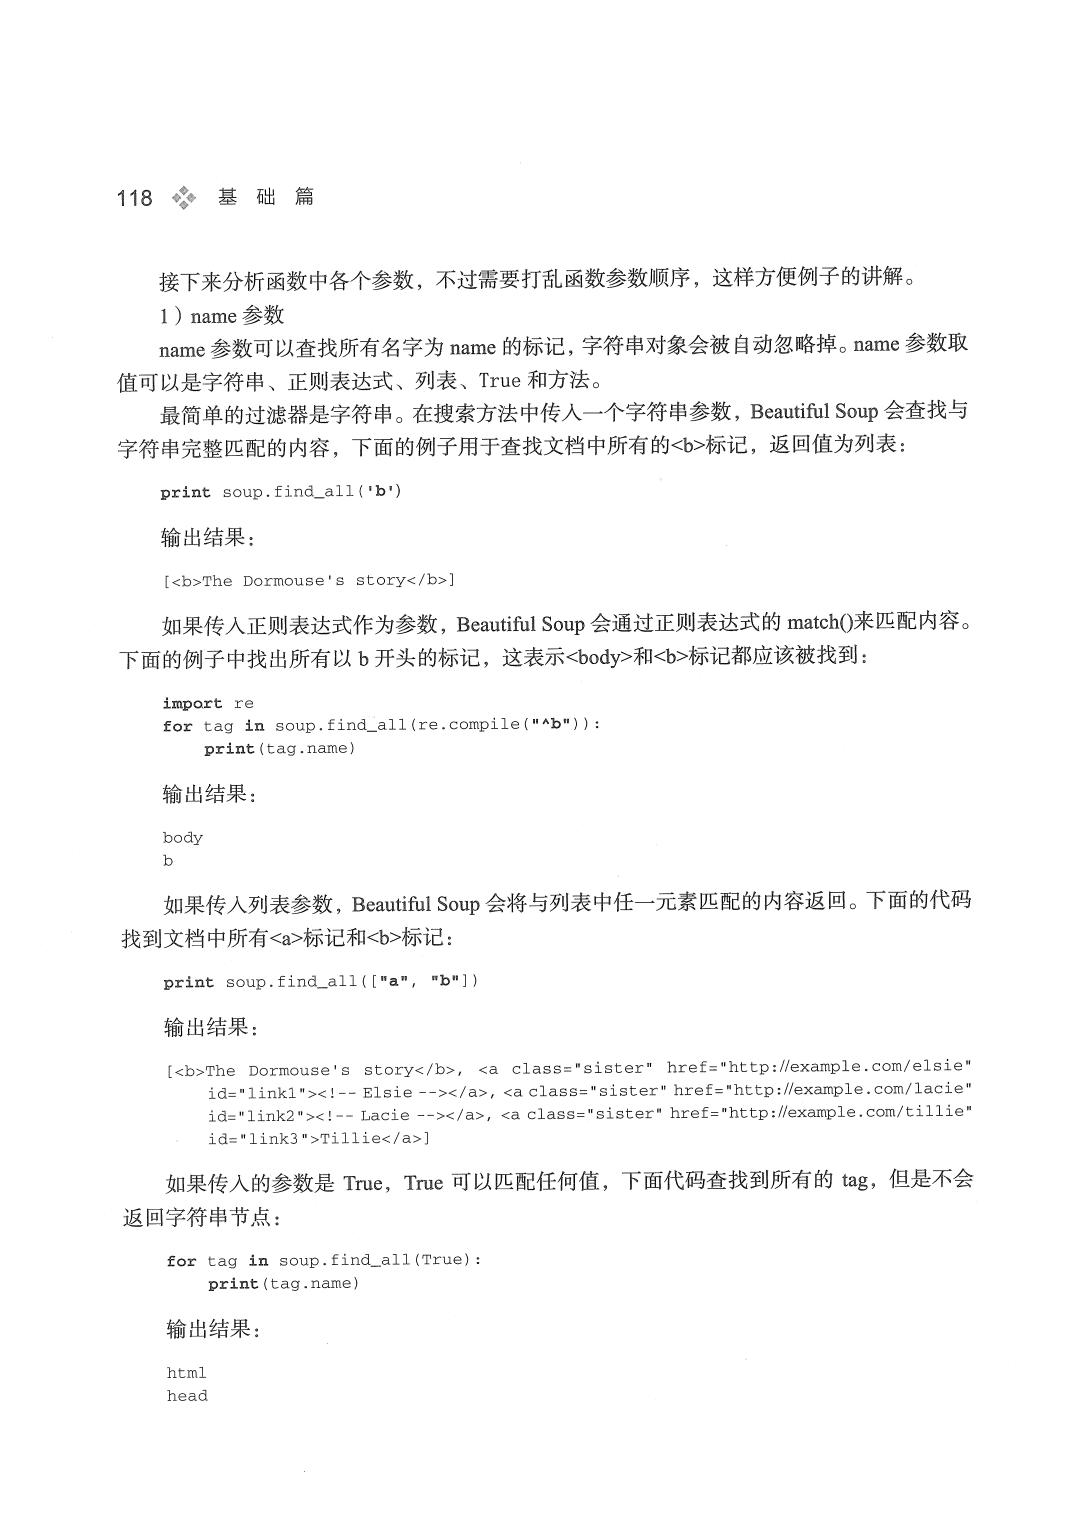 118 基 础 篇
接下来分析函数中各个参数，不过需要打乱函数参数顺序，这样方便例子的讲解。
1）name 参数
name 参数可以查找所有名字为 name 的标记，字符串对象会被自动忽略掉。name 参数取
值可以是字符串、正则表达式、列表、True 和方法。
最简单的过滤器是字符串。在搜索方法中传入一个字符串参数，Beautiful Soup 会查找与
字符串完整匹配的内容，下面的例子用于查找文档中所有的<b>标记，返回值为列表：
print soup.find_all('b')
输出结果：
[<b>The Dormouse's story</b>]
如果传入正则表达式作为参数，Beautiful Soup 会通过正则表达式的 match()来匹配内容。
下面的例子中找出所有以 b 开头的标记，这表示<body>和<b>标记都应该被找到：
import re
for tag in soup.find_all(re.compile("^b")):
    print(tag.name)
输出结果：
body
b
如果传入列表参数，Beautiful Soup 会将与列表中任一元素匹配的内容返回。下面的代码
找到文档中所有<a>标记和<b>标记：
print soup.find_all(["a", "b"])
输出结果：
[<b>The Dormouse's story</b>, <a class="sister" href="http://example.com/elsie"
    id="link1"><!-- Elsie --></a>, <a class="sister" href="http://example.com/lacie"
    id="link2"><!-- Lacie --></a>, <a class="sister" href="http://example.com/tillie"
    id="link3">Tillie</a>]
如果传入的参数是 True，True 可以匹配任何值，下面代码查找到所有的 tag，但是不会
返回字符串节点：
for tag in soup.find_all(True):
    print(tag.name)
输出结果：
html
head